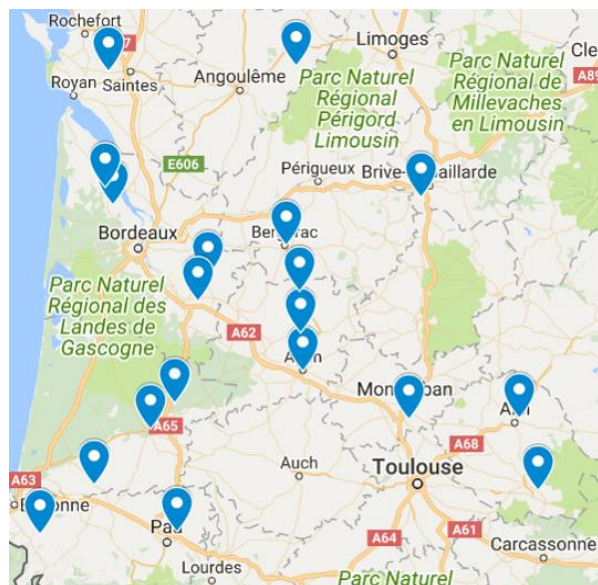 Rochefort
Limoges
Cle
Parc Naturel
Régional de
Millevaches
en Limousin
A89
Royan
Saintes
Angoulême
Parc Naturel
Régional
Périgord
Limousin
E606
Périgueux
Bordeaux
Parc Naturel
Régional des
Landes de
Gascogne
A62
A65
A68
Auch
Toulouse
A63
Pau
A64
A61
Carcassonne
Lourdes
Parc Naturel